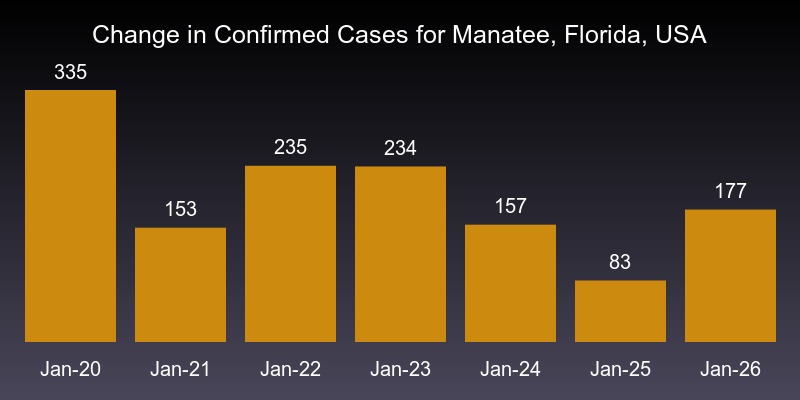 Change in Confirmed Cases for Manatee, Florida, USA
335
153
235
234
157
83
177
Jan-20
Jan-21
Jan-22
Jan-23
Jan-24
Jan-25
Jan-26